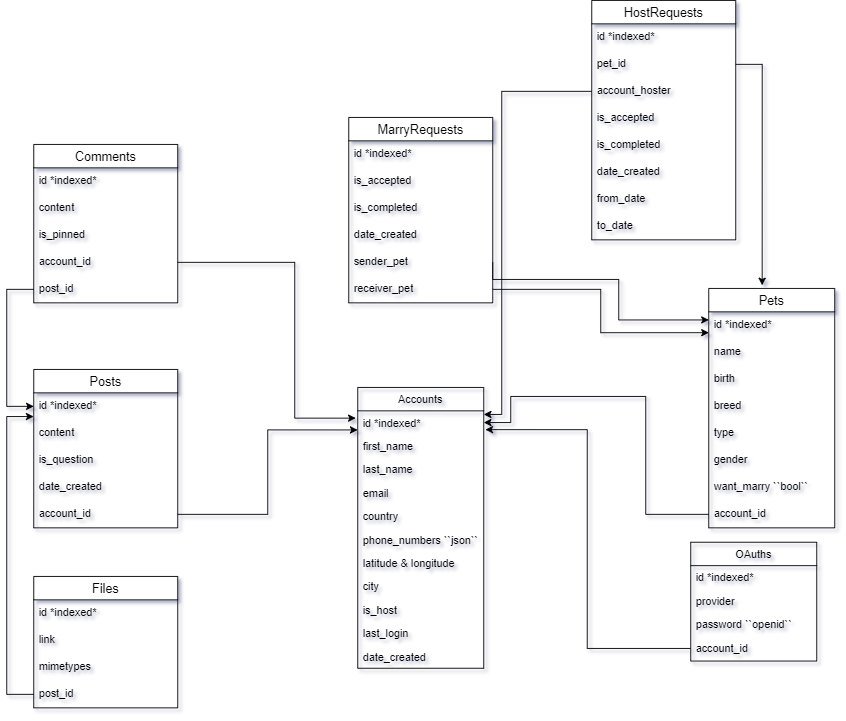 HostRequests
id *indexed*
pet_id
account_hoster
is_accepted
is_completed
date_created
from_date
to_date
MarryRequests
id *indexed*
is_accepted
is_completed
date_created
sender_pet
receiver_pet
Comments
id *indexed*
content
is_pinned
account_id
post_id
Pets
id *indexed*
name
birth
breed
type
gender
want_marry ``bool``
account_id
Posts
id *indexed*
content
is_question
date_created
account_id
Accounts
id *indexed*
first_name
last_name
email
country
phone_numbers ``json``
latitude & longitude
city
is_host
last_login
date_created
OAuths
id *indexed*
provider
password ``openid``
account_id
Files
id *indexed*
link
mimetypes
post_id